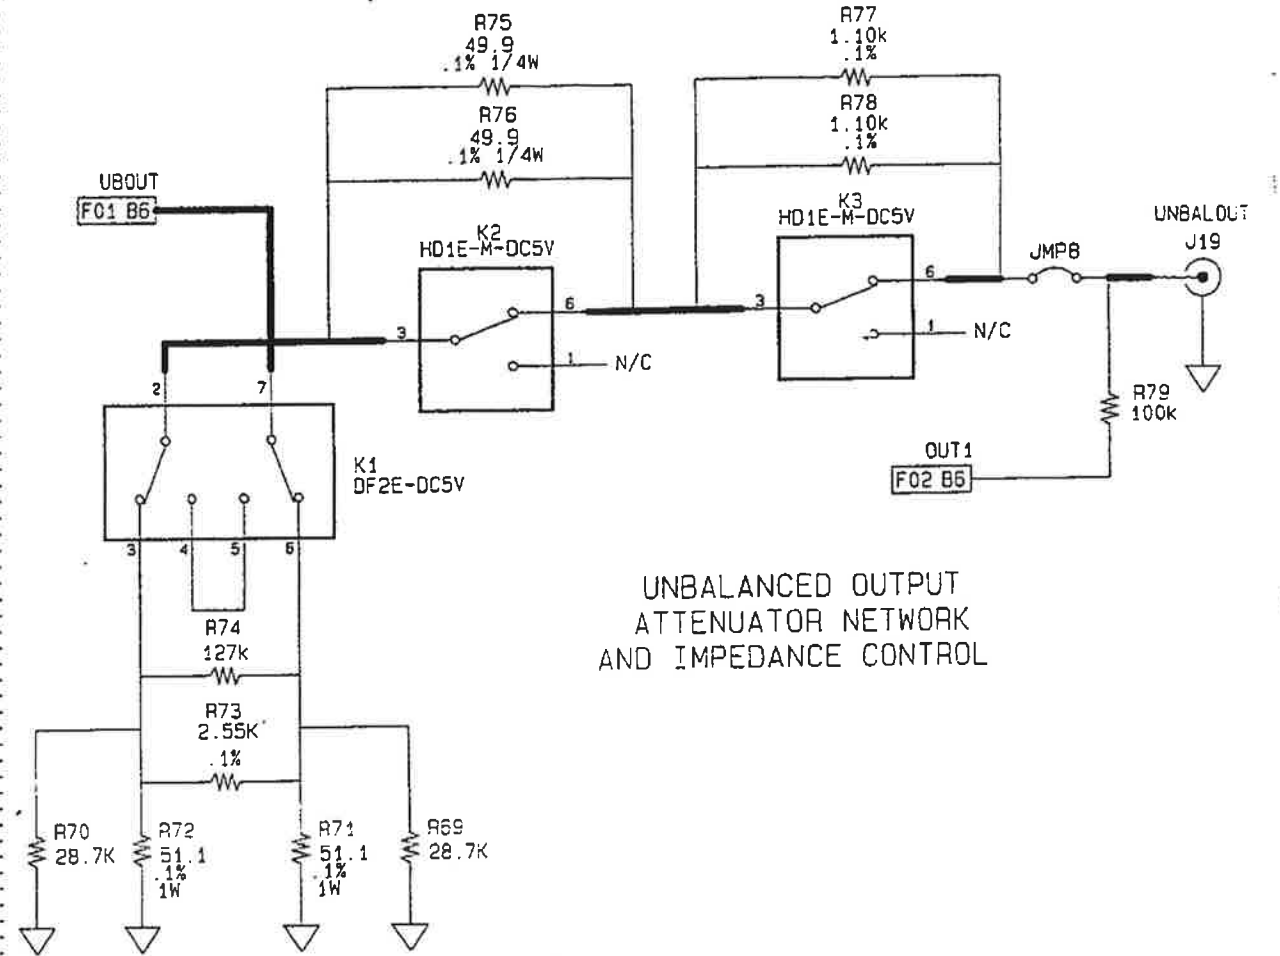 R75
49.9
.1% 1/4W
R76
49.9
.1% 1/4W
R77
1.10k
.1%
R78
1.10k
.1%
UBOUT
F01 B6
K2
HD1E-M-DC5V
3
6
1
N/C
K3
HD1E-M-DC5V
3
6
1
N/C
JMP8
UNBALOUT
J19
R79
100k
OUT1
F02 B6
2
7
K1
DF2E-DC5V
3
4
5
6
R74
127k
R73
2.55K
.1%
R70
28.7K
R72
51.1
.1%
1W
R71
51.1
.1%
1W
R69
28.7K
UNBALANCED OUTPUT
ATTENUATOR NETWORK
AND IMPEDANCE CONTROL